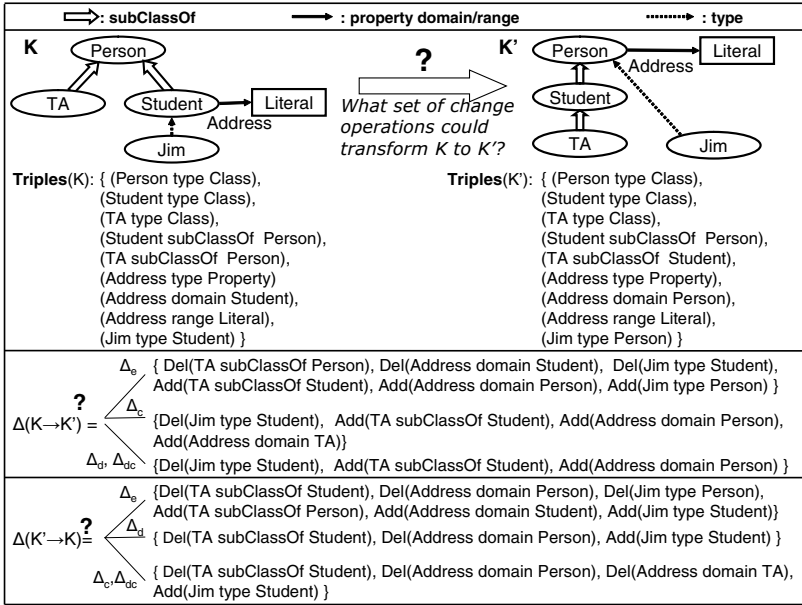 : subClassOf : property domain/range : type
K Person TA Student Literal Address Jim
?
What set of change
operations could
transform K to K’?
K’ Person Literal Address Student TA Jim
Triples(K): { (Person type Class),
(Student type Class),
(TA type Class),
(Student subClassOf Person),
(TA subClassOf Person),
(Address type Property)
(Address domain Student),
(Address range Literal),
(Jim type Student) }
Triples(K’): { (Person type Class),
(Student type Class),
(TA type Class),
(Student subClassOf Person),
(TA subClassOf Student),
(Address type Property),
(Address domain Person),
(Address range Literal),
(Jim type Person) }
Δ(K→K’) =
?
Δe { Del(TA subClassOf Person), Del(Address domain Student), Del(Jim type Student),
Add(TA subClassOf Student), Add(Address domain Person), Add(Jim type Person) }
Δc {Del(Jim type Student), Add(TA subClassOf Student), Add(Address domain Person),
Add(Address domain TA)}
Δd, Δdc {Del(Jim type Student), Add(TA subClassOf Student), Add(Address domain Person) }
Δ(K’→K)=
?
Δe {Del(TA subClassOf Student), Del(Address domain Person), Del(Jim type Person),
Add(TA subClassOf Person), Add(Address domain Student), Add(Jim type Student)}
Δd { Del(TA subClassOf Student), Del(Address domain Person), Add(Jim type Student) }
Δc,Δdc { Del(TA subClassOf Student), Del(Address domain Person), Del(Address domain TA),
Add(Jim type Student) }